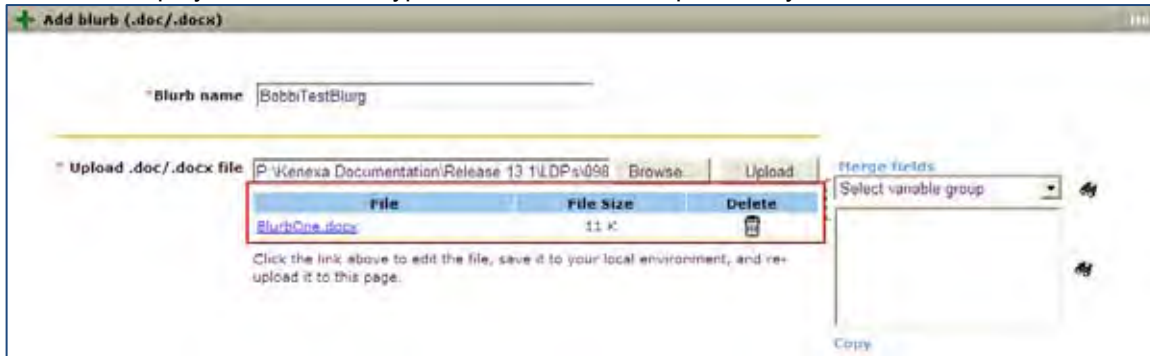 Add blurb (.doc/.docx)
*Blurb name BobbiTestBlurg
* Upload .doc/.docx file P:\Kenexa Documentation\Release 13 1\LDPs\098 Browse... Upload
Merge fields
Select variable group
File File Size Delete
BlurbOne.docx 11 K
Click the link above to edit the file, save it to your local environment, and re-
upload it to this page.
Copy